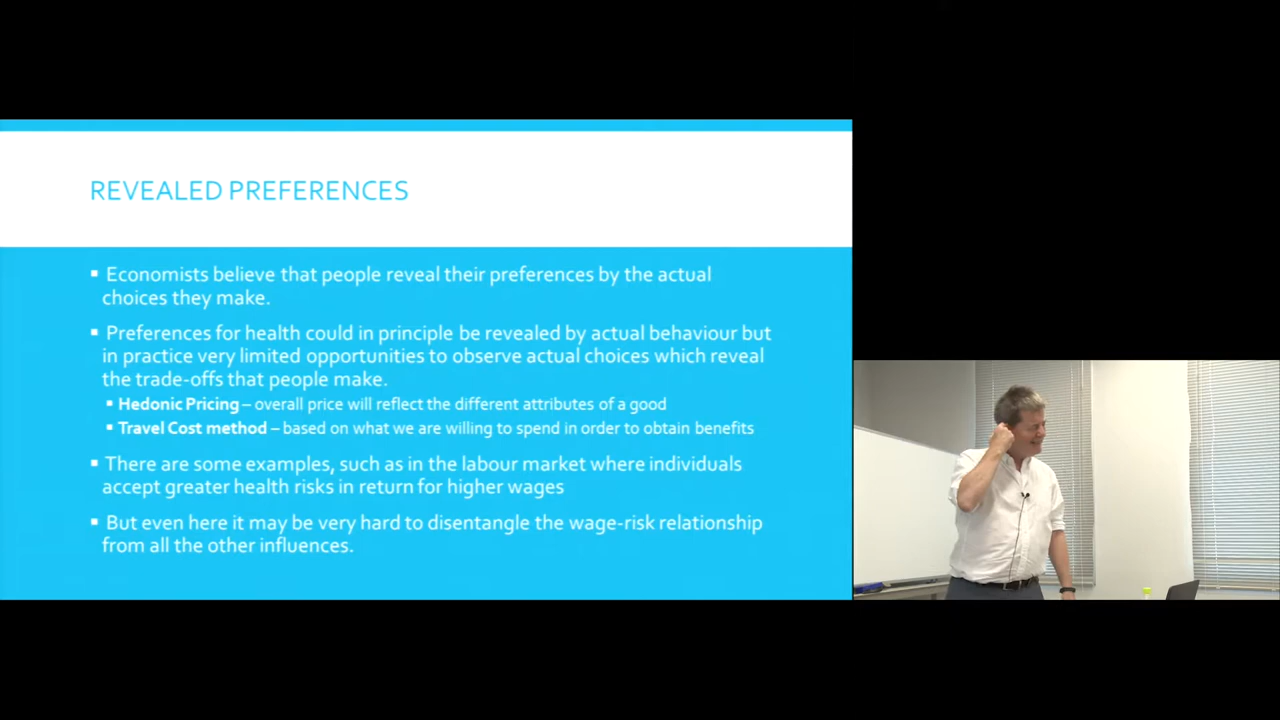 REVEALED PREFERENCES
▪ Economists believe that people reveal their preferences by the actual
choices they make.
▪ Preferences for health could in principle be revealed by actual behaviour but
in practice very limited opportunities to observe actual choices which reveal
the trade-offs that people make.
▪ Hedonic Pricing – overall price will reflect the different attributes of a good
▪ Travel Cost method – based on what we are willing to spend in order to obtain benefits
▪ There are some examples, such as in the labour market where individuals
accept greater health risks in return for higher wages
▪ But even here it may be very hard to disentangle the wage-risk relationship
from all the other influences.